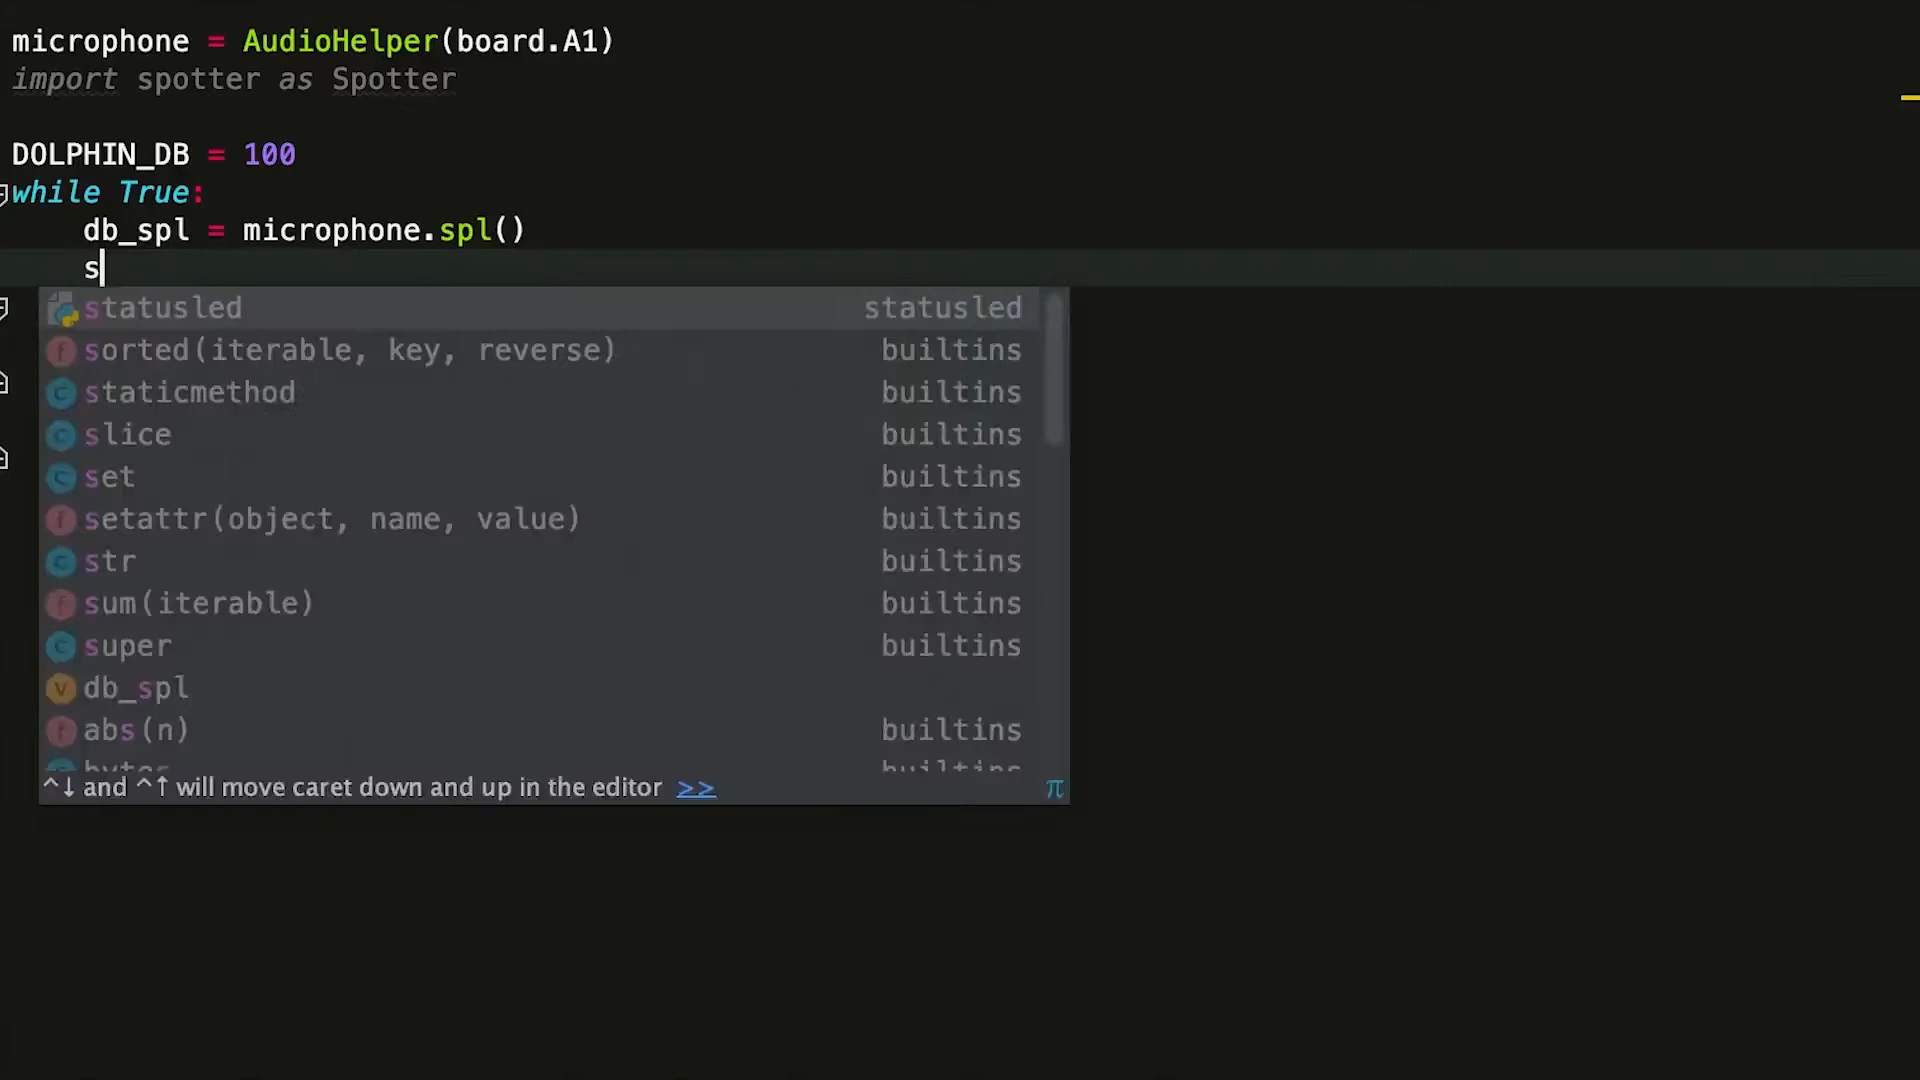 microphone = AudioHelper(board.A1)
import spotter as Spotter
DOLPHIN_DB = 100
while True:
db_spl = microphone.spl()
s
statusled statusled
sorted(iterable, key, reverse) builtins
staticmethod builtins
slice builtins
set builtins
setattr(object, name, value) builtins
str builtins
sum(iterable) builtins
super builtins
db_spl
abs(n) builtins
bytes builtins
^↓ and ^↑ will move caret down and up in the editor >> π